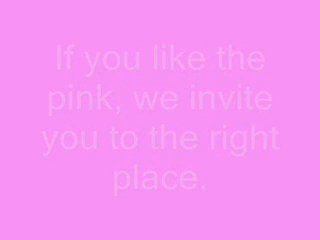 If you like the
pink, we invite
you to the right
place.